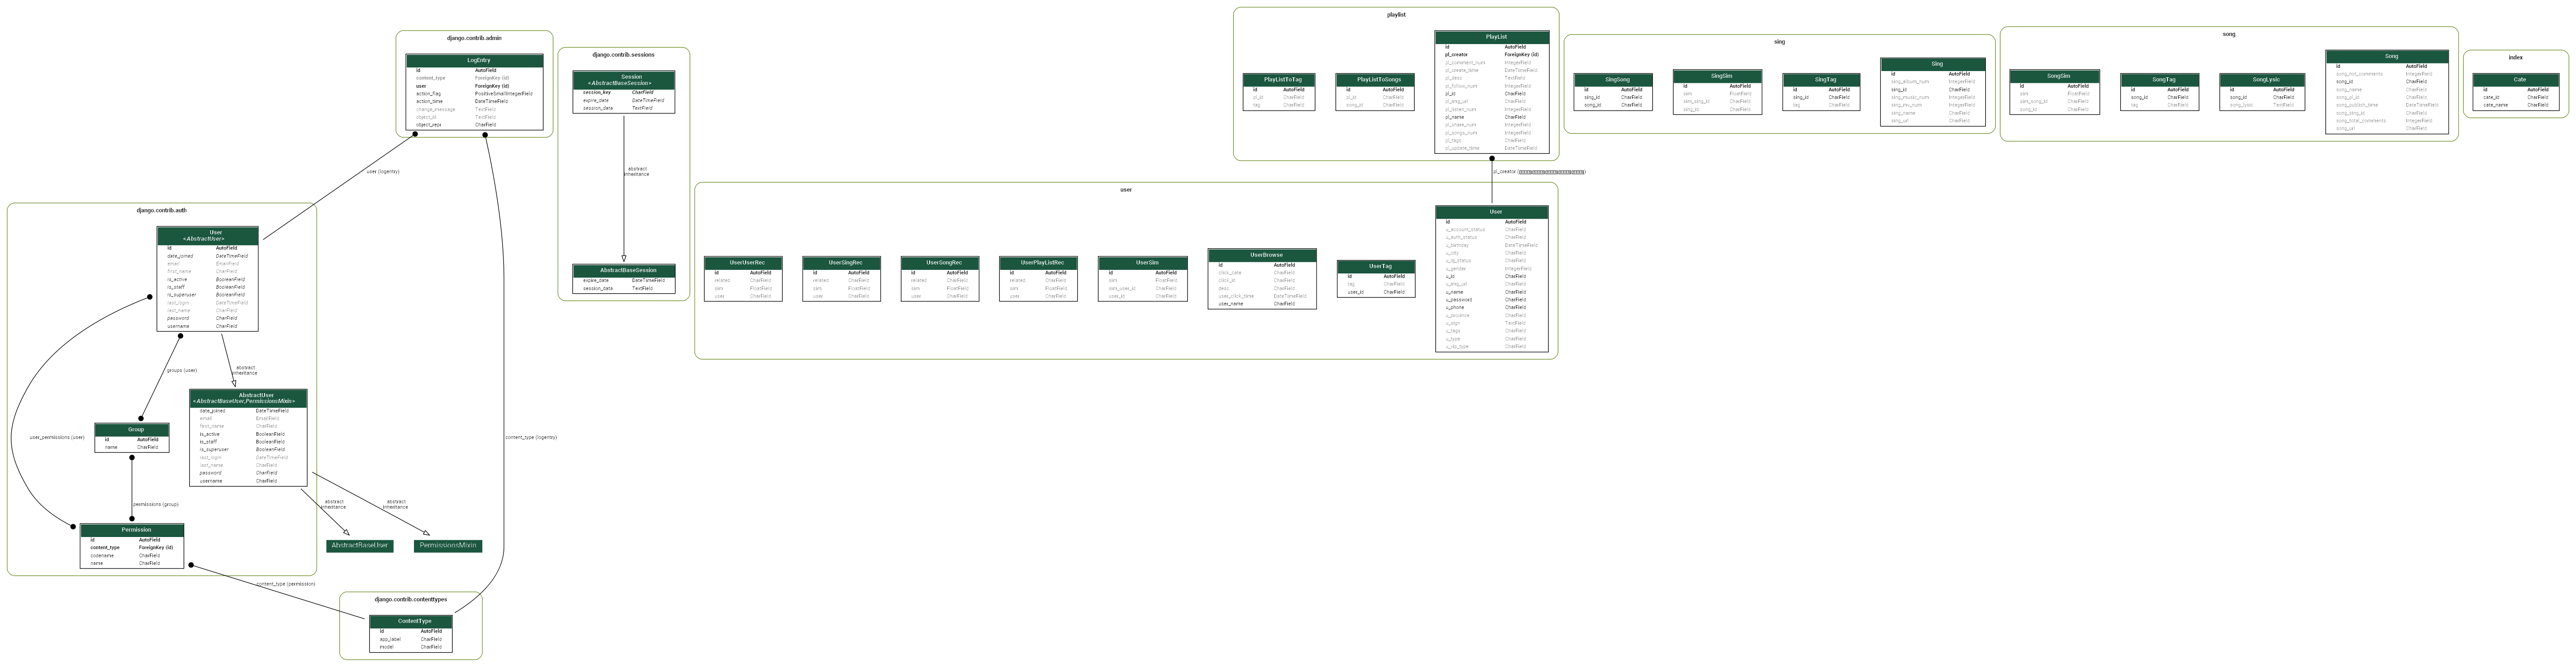 django.contrib.admin
LogEntry
id AutoField
content_type ForeignKey (id)
user ForeignKey (id)
action_flag PositiveSmallIntegerField
action_time DateTimeField
change_message TextField
object_id TextField
object_repr CharField
django.contrib.sessions
Session
<AbstractBaseSession>
session_key CharField
expire_date DateTimeField
session_data TextField
abstract
inheritance
AbstractBaseSession
expire_date DateTimeField
session_data TextField
playlist
PlayListToTag
id AutoField
pl_id CharField
tag CharField
PlayListToSongs
id AutoField
pl_id CharField
song_id CharField
PlayList
id AutoField
pl_creator ForeignKey (id)
pl_comment_num IntegerField
pl_create_time DateTimeField
pl_desc TextField
pl_follow_num IntegerField
pl_id CharField
pl_img_url CharField
pl_listen_num IntegerField
pl_name CharField
pl_share_num IntegerField
pl_songs_num IntegerField
pl_tags CharField
pl_update_time DateTimeField
pl_creator
sing
SingSong
id AutoField
sing_id CharField
song_id CharField
SingSim
id AutoField
sim FloatField
sim_sing_id CharField
sing_id CharField
SingTag
id AutoField
sing_id CharField
tag CharField
Sing
id AutoField
sing_album_num IntegerField
sing_id CharField
sing_music_num IntegerField
sing_mv_num IntegerField
sing_name CharField
sing_url CharField
song
SongSim
id AutoField
sim FloatField
sim_song_id CharField
song_id CharField
SongTag
id AutoField
song_id CharField
tag CharField
SongLysic
id AutoField
song_id CharField
song_lysic TextField
Song
id AutoField
song_hot_comments IntegerField
song_id CharField
song_name CharField
song_pl_id CharField
song_publish_time DateTimeField
song_sing_id CharField
song_total_comments IntegerField
song_url CharField
index
Cate
id AutoField
cate_id CharField
cate_name CharField
user
UserUserRec
id AutoField
related CharField
sim FloatField
user CharField
UserSingRec
id AutoField
related CharField
sim FloatField
user CharField
UserSongRec
id AutoField
related CharField
sim FloatField
user CharField
UserPlayListRec
id AutoField
related CharField
sim FloatField
user CharField
UserSim
id AutoField
sim FloatField
sim_user_id CharField
user_id CharField
UserBrowse
id AutoField
click_cate CharField
click_id CharField
desc CharField
user_click_time DateTimeField
user_name CharField
UserTag
id AutoField
tag CharField
user_id CharField
User
id AutoField
u_account_status CharField
u_auth_status CharField
u_birthday DateTimeField
u_city CharField
u_dj_status CharField
u_gender IntegerField
u_id CharField
u_img_url CharField
u_name CharField
u_password CharField
u_phone CharField
u_province CharField
u_sign TextField
u_tags CharField
u_type CharField
u_vip_type CharField
user (logentry)
django.contrib.auth
User
<AbstractUser>
id AutoField
date_joined DateTimeField
email EmailField
first_name CharField
is_active BooleanField
is_staff BooleanField
is_superuser BooleanField
last_login DateTimeField
last_name CharField
password CharField
username CharField
groups (user)
abstract
inheritance
AbstractUser
<AbstractBaseUser,PermissionsMixin>
date_joined DateTimeField
email EmailField
first_name CharField
is_active BooleanField
is_staff BooleanField
is_superuser BooleanField
last_login DateTimeField
last_name CharField
password CharField
username CharField
user_permissions (user)
Group
id AutoField
name CharField
permissions (group)
Permission
id AutoField
content_type ForeignKey (id)
codename CharField
name CharField
abstract
inheritance
abstract
inheritance
AbstractBaseUser
PermissionsMixin
content_type (logentry)
content_type (permission)
django.contrib.contenttypes
ContentType
id AutoField
app_label CharField
model CharField